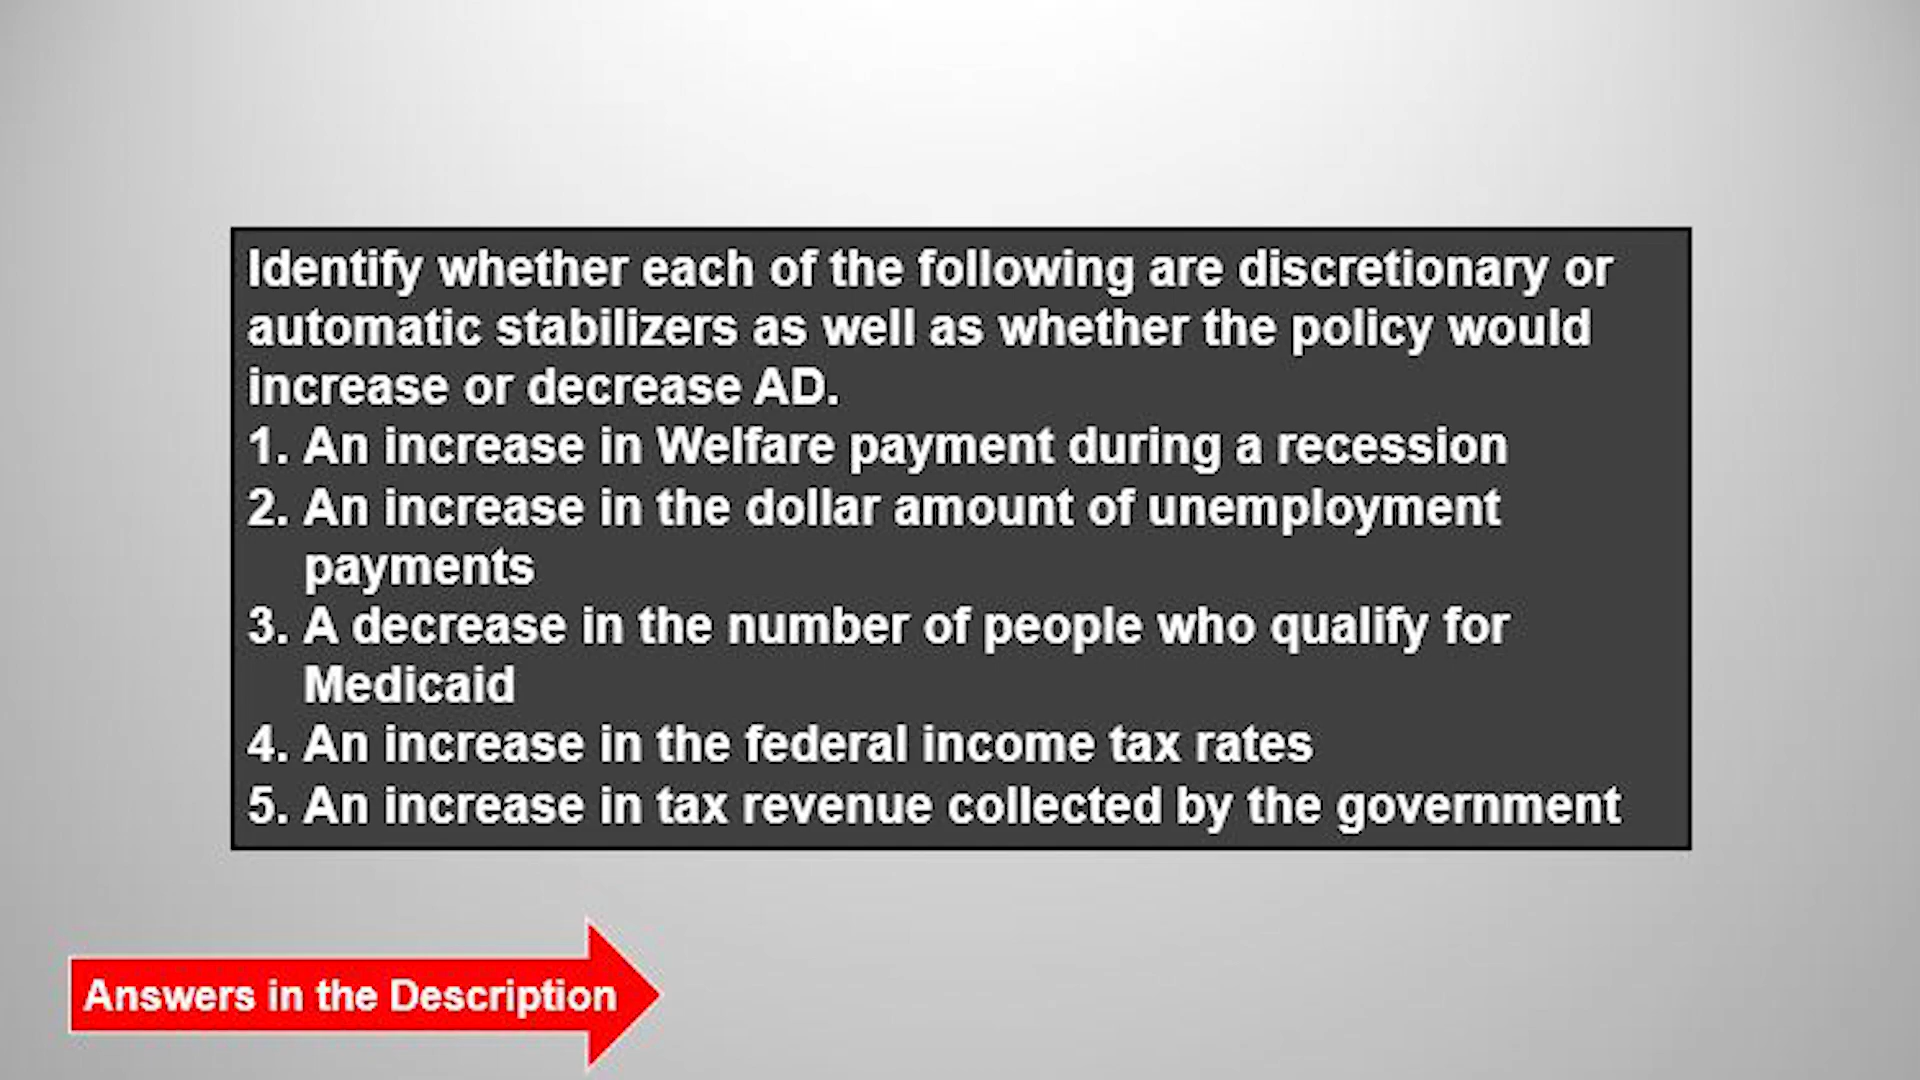 Identify whether each of the following are discretionary or
automatic stabilizers as well as whether the policy would
increase or decrease AD.
1. An increase in Welfare payment during a recession
2. An increase in the dollar amount of unemployment
payments
3. A decrease in the number of people who qualify for
Medicaid
4. An increase in the federal income tax rates
5. An increase in tax revenue collected by the government
Answers in the Description